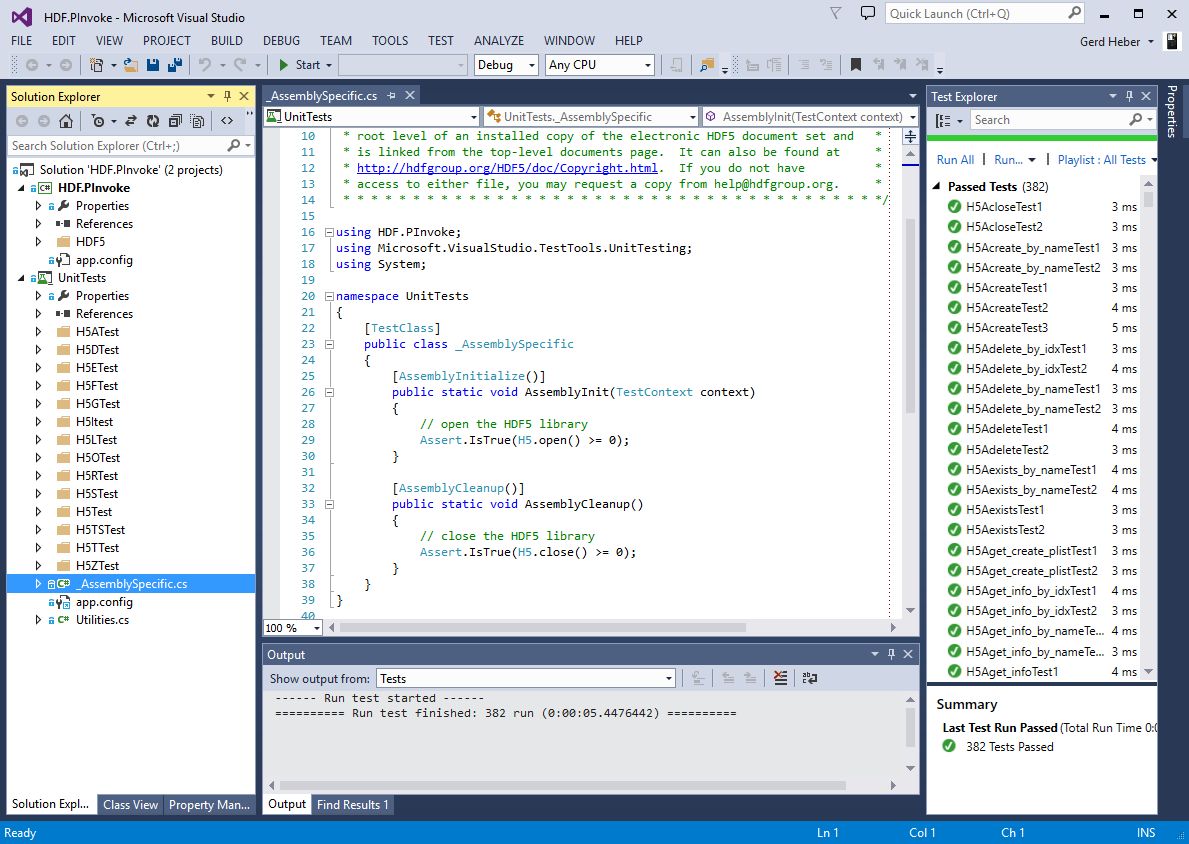 HDF.PInvoke - Microsoft Visual Studio
Quick Launch (Ctrl+Q)
FILE EDIT VIEW PROJECT BUILD DEBUG TEAM TOOLS TEST ANALYZE WINDOW HELP
Gerd Heber
Start Debug Any CPU
Solution Explorer
Search Solution Explorer (Ctrl+;)
Solution 'HDF.PInvoke' (2 projects)
HDF.PInvoke
Properties
References
HDF5
app.config
UnitTests
Properties
References
H5ATest
H5DTest
H5ETest
H5FTest
H5GTest
H5Itest
H5LTest
H5OTest
H5RTest
H5STest
H5Test
H5TSTest
H5TTest
H5ZTest
_AssemblySpecific.cs
app.config
Utilities.cs
Solution Expl... Class View Property Man...
_AssemblySpecific.cs
UnitTests UnitTests._AssemblySpecific AssemblyInit(TestContext context)
10 * root level of an installed copy of the electronic HDF5 document set and *
11 * is linked from the top-level documents page. It can also be found at *
12 * http://hdfgroup.org/HDF5/doc/Copyright.html. If you do not have *
13 * access to either file, you may request a copy from help@hdfgroup.org. *
14 * * * * * * * * * * * * * * * * * * * * * * * * * * * * * * * * * * * * * * */
15
16 using HDF.PInvoke;
17 using Microsoft.VisualStudio.TestTools.UnitTesting;
18 using System;
19
20 namespace UnitTests
21 {
22 [TestClass]
23 public class _AssemblySpecific
24 {
25 [AssemblyInitialize()]
26 public static void AssemblyInit(TestContext context)
27 {
28 // open the HDF5 library
29 Assert.IsTrue(H5.open() >= 0);
30 }
31
32 [AssemblyCleanup()]
33 public static void AssemblyCleanup()
34 {
35 // close the HDF5 library
36 Assert.IsTrue(H5.close() >= 0);
37 }
38 }
39 }
40
100 %
Output
Show output from: Tests
------ Run test started ------
========== Run test finished: 382 run (0:00:05.4476442) ==========
Output Find Results 1
Test Explorer
Search
Run All | Run... | Playlist : All Tests
Passed Tests (382)
H5AcloseTest1 3 ms
H5AcloseTest2 3 ms
H5Acreate_by_nameTest1 3 ms
H5Acreate_by_nameTest2 3 ms
H5AcreateTest1 3 ms
H5AcreateTest2 4 ms
H5AcreateTest3 5 ms
H5Adelete_by_idxTest1 3 ms
H5Adelete_by_idxTest2 4 ms
H5Adelete_by_nameTest1 3 ms
H5Adelete_by_nameTest2 3 ms
H5AdeleteTest1 4 ms
H5AdeleteTest2 4 ms
H5Aexists_by_nameTest1 4 ms
H5Aexists_by_nameTest2 4 ms
H5AexistsTest1 3 ms
H5AexistsTest2 3 ms
H5Aget_create_plistTest1 3 ms
H5Aget_create_plistTest2 3 ms
H5Aget_info_by_idxTest1 4 ms
H5Aget_info_by_idxTest2 3 ms
H5Aget_info_by_nameTe... 4 ms
H5Aget_info_by_nameTe... 3 ms
H5Aget_infoTest1 4 ms
Summary
Last Test Run Passed (Total Run Time 0:0
382 Tests Passed
Properties
Ready Ln 1 Col 1 Ch 1 INS